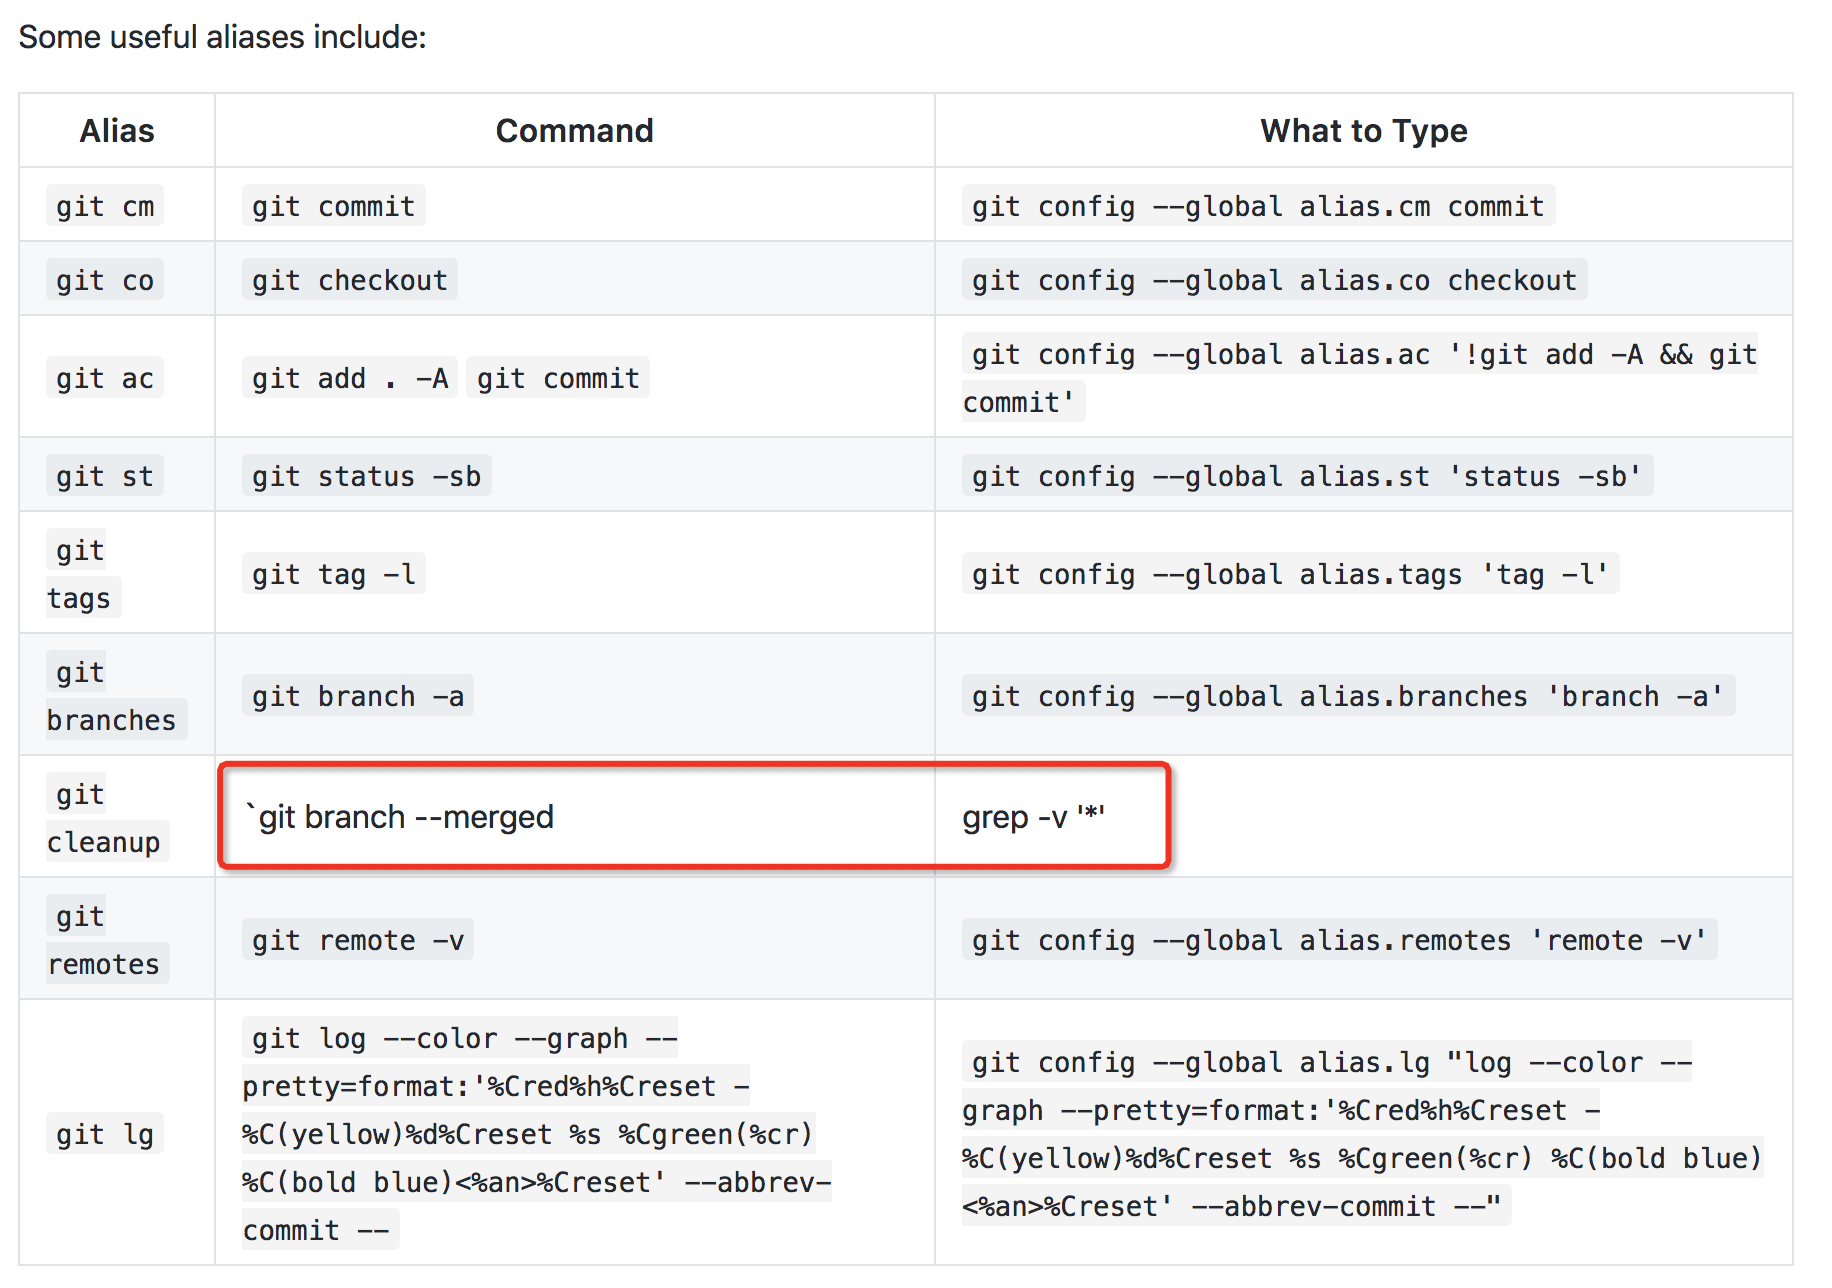 Some useful aliases include:
Alias Command What to Type
git cm git commit git config --global alias.cm commit
git co git checkout git config --global alias.co checkout
git ac git add . -A git commit git config --global alias.ac '!git add -A && git
commit'
git st git status -sb git config --global alias.st 'status -sb'
git
tags
git tag -l git config --global alias.tags 'tag -l'
git
branches
git branch -a git config --global alias.branches 'branch -a'
git
cleanup
`git branch --merged grep -v '*'
git
remotes
git remote -v git config --global alias.remotes 'remote -v'
git lg
git log --color --graph --
pretty=format:'%Cred%h%Creset -
%C(yellow)%d%Creset %s %Cgreen(%cr)
%C(bold blue)<%an>%Creset' --abbrev-
commit --
git config --global alias.lg "log --color --
graph --pretty=format:'%Cred%h%Creset -
%C(yellow)%d%Creset %s %Cgreen(%cr) %C(bold blue)
<%an>%Creset' --abbrev-commit --"